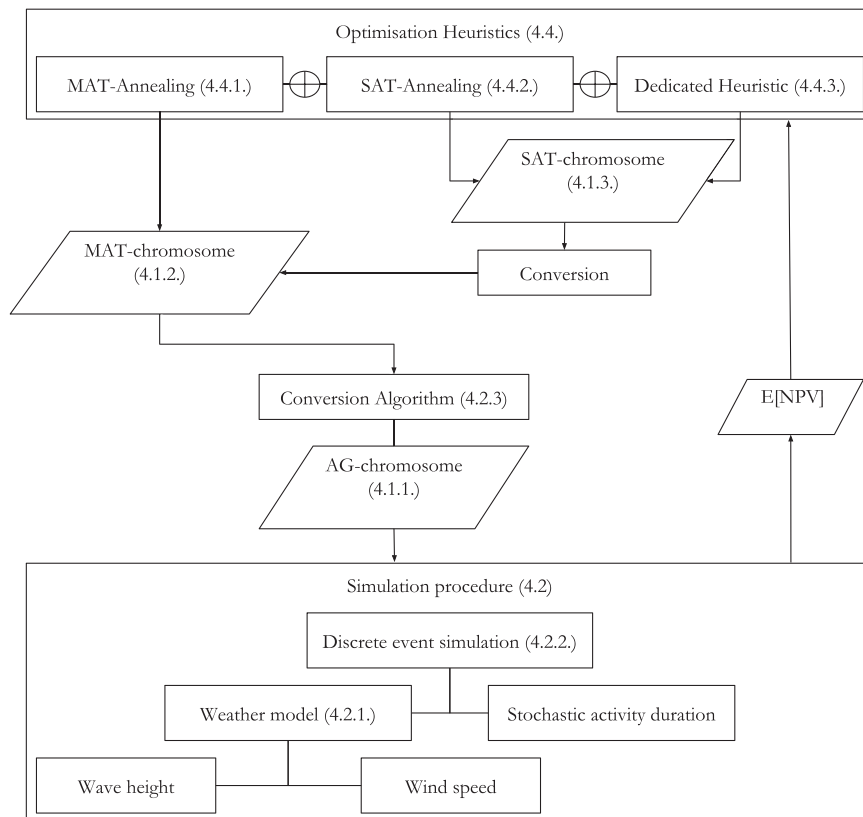 Optimisation Heuristics (4.4.)
MAT-Annealing (4.4.1.)
SAT-Annealing (4.4.2.)
Dedicated Heuristic (4.4.3.)
SAT-chromosome
(4.1.3.)
MAT-chromosome
(4.1.2.)
Conversion
Conversion Algorithm (4.2.3)
E[NPV]
AG-chromosome
(4.1.1.)
Simulation procedure (4.2)
Discrete event simulation (4.2.2.)
Weather model (4.2.1.)
Stochastic activity duration
Wave height
Wind speed